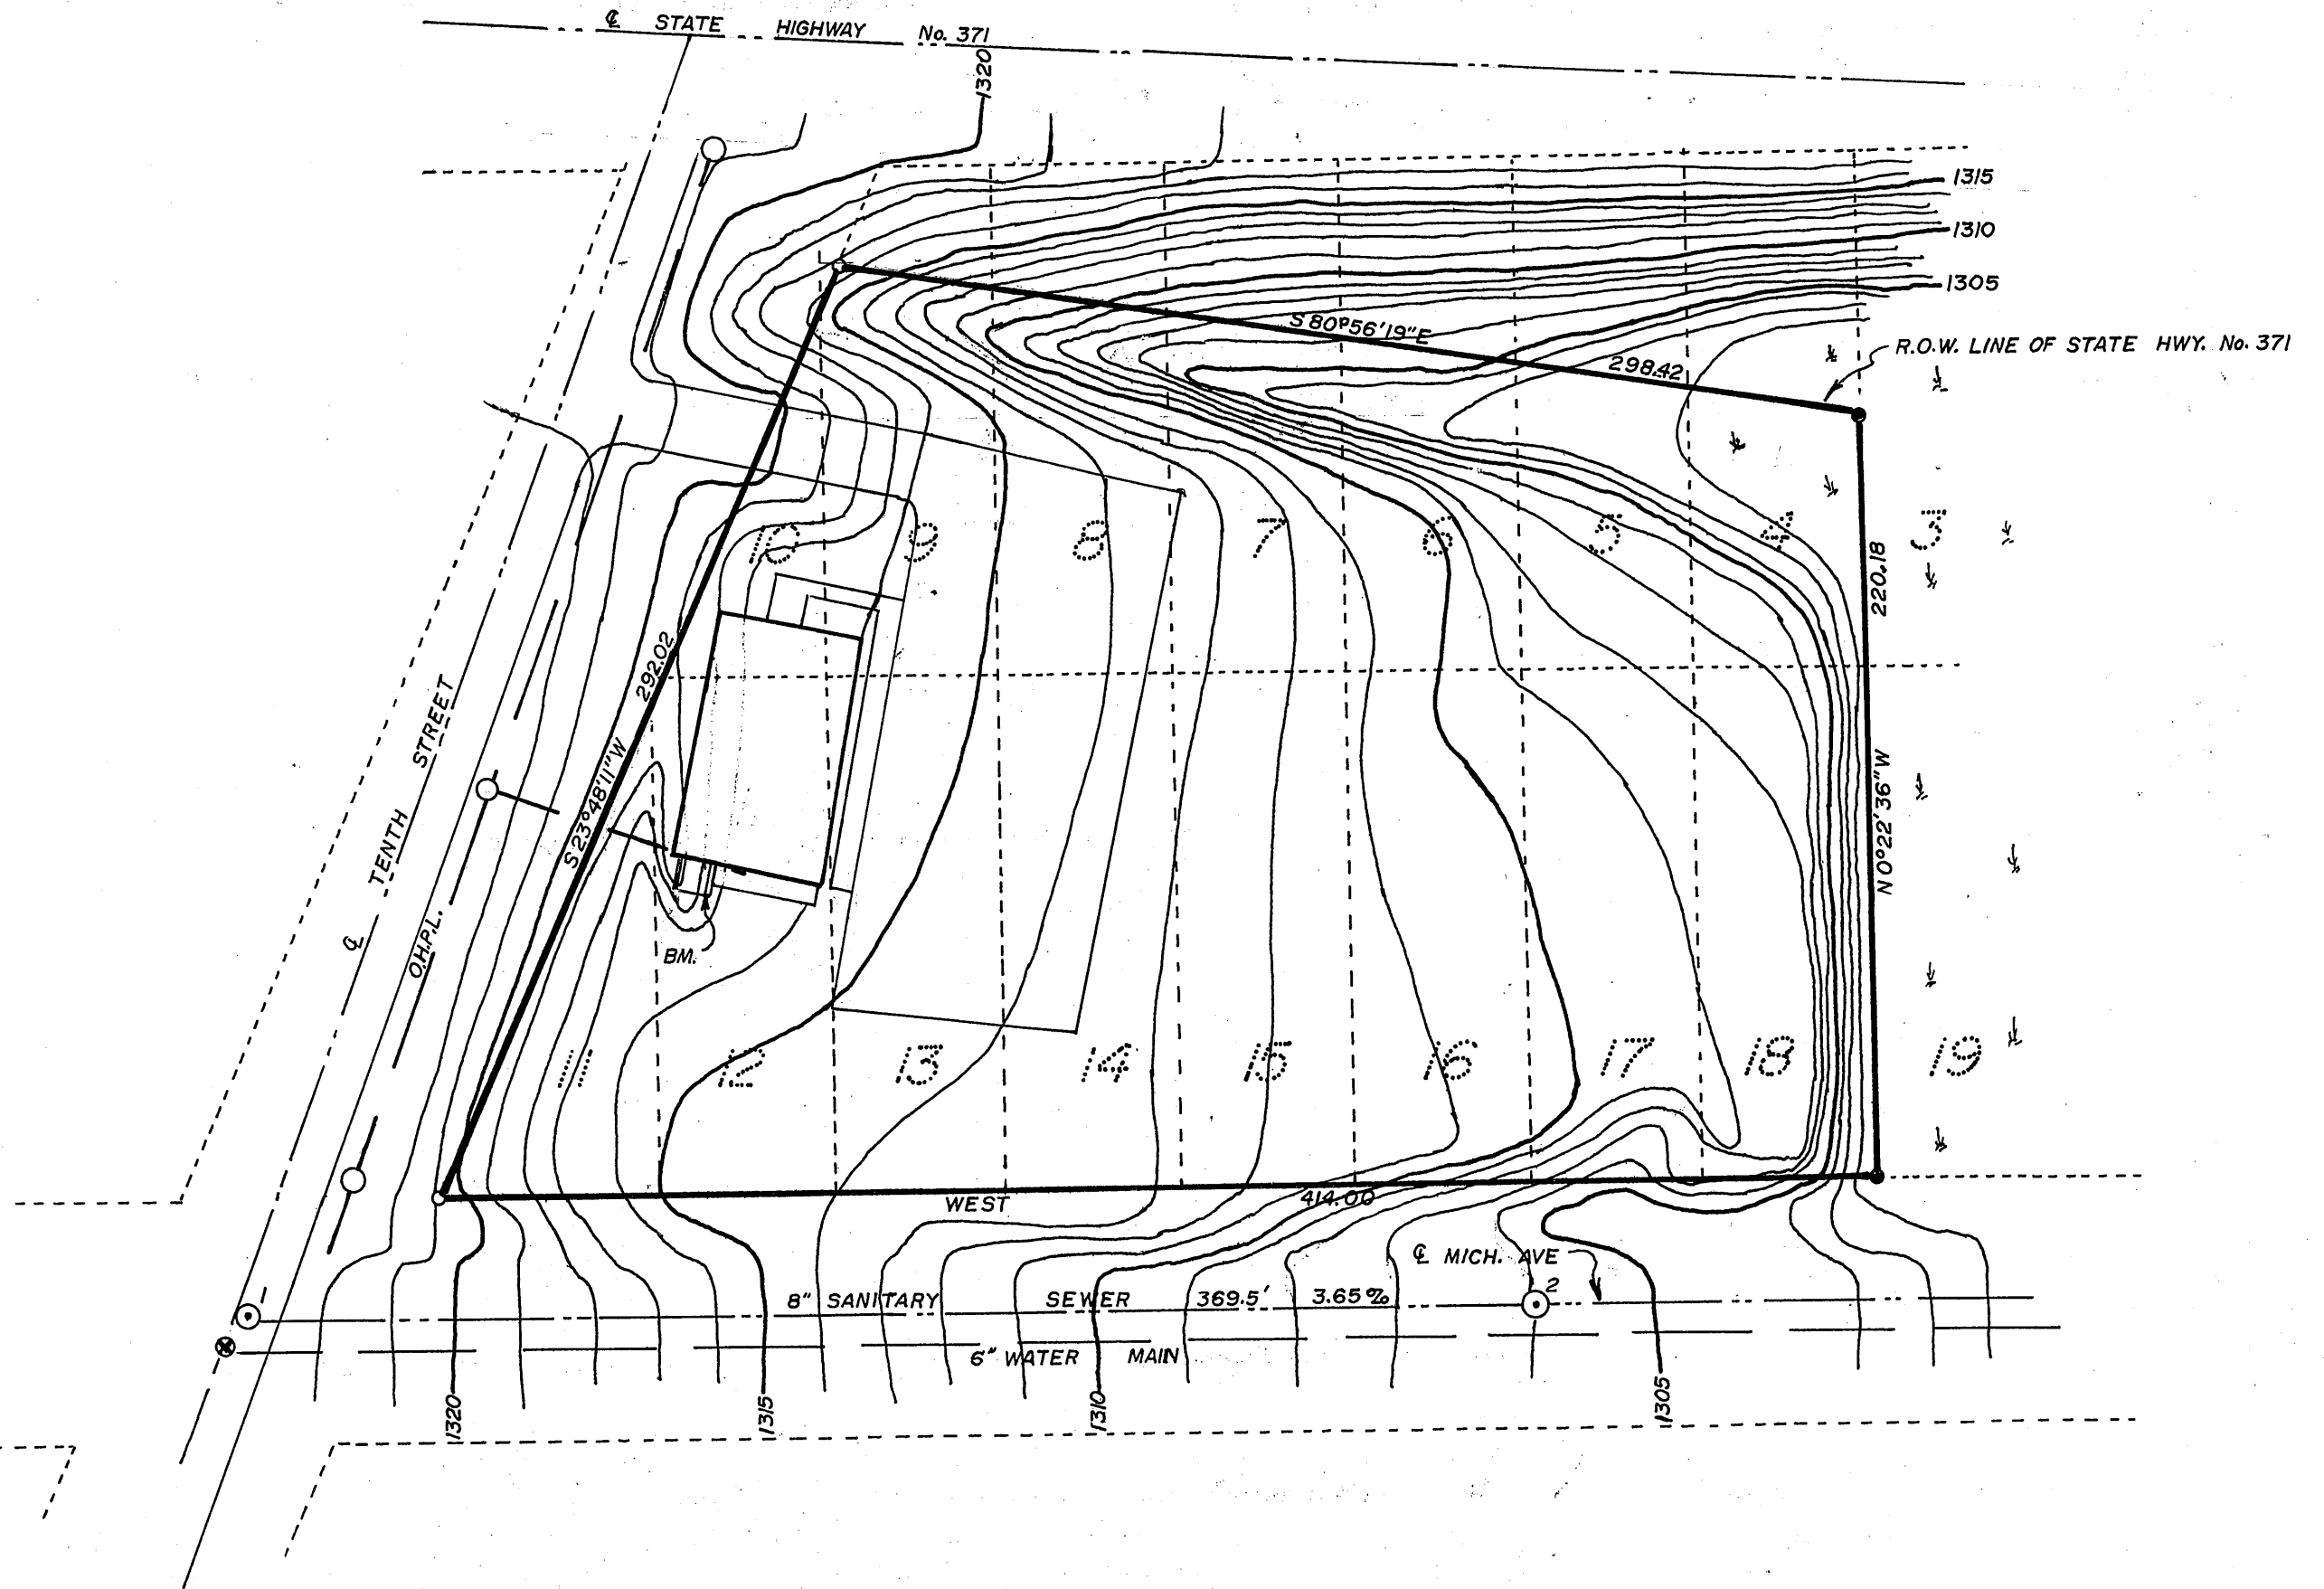 ℄ STATE HIGHWAY No. 371
1320
1315
1310
1305
S 80°56'19"E
298.42
R.O.W. LINE OF STATE HWY. No. 371
10 9 8 7 6 5 4 3
220.18
N 0°22'36"W
292.02
S 23°48'11"W
℄ TENTH STREET
O.H.P.L.
BM.
11 12 13 14 15 16 17 18 19
WEST 414.00
℄ MICH. AVE
1
2
8" SANITARY SEWER 369.5' 3.65%
6" WATER MAIN
1320 1315 1310 1305